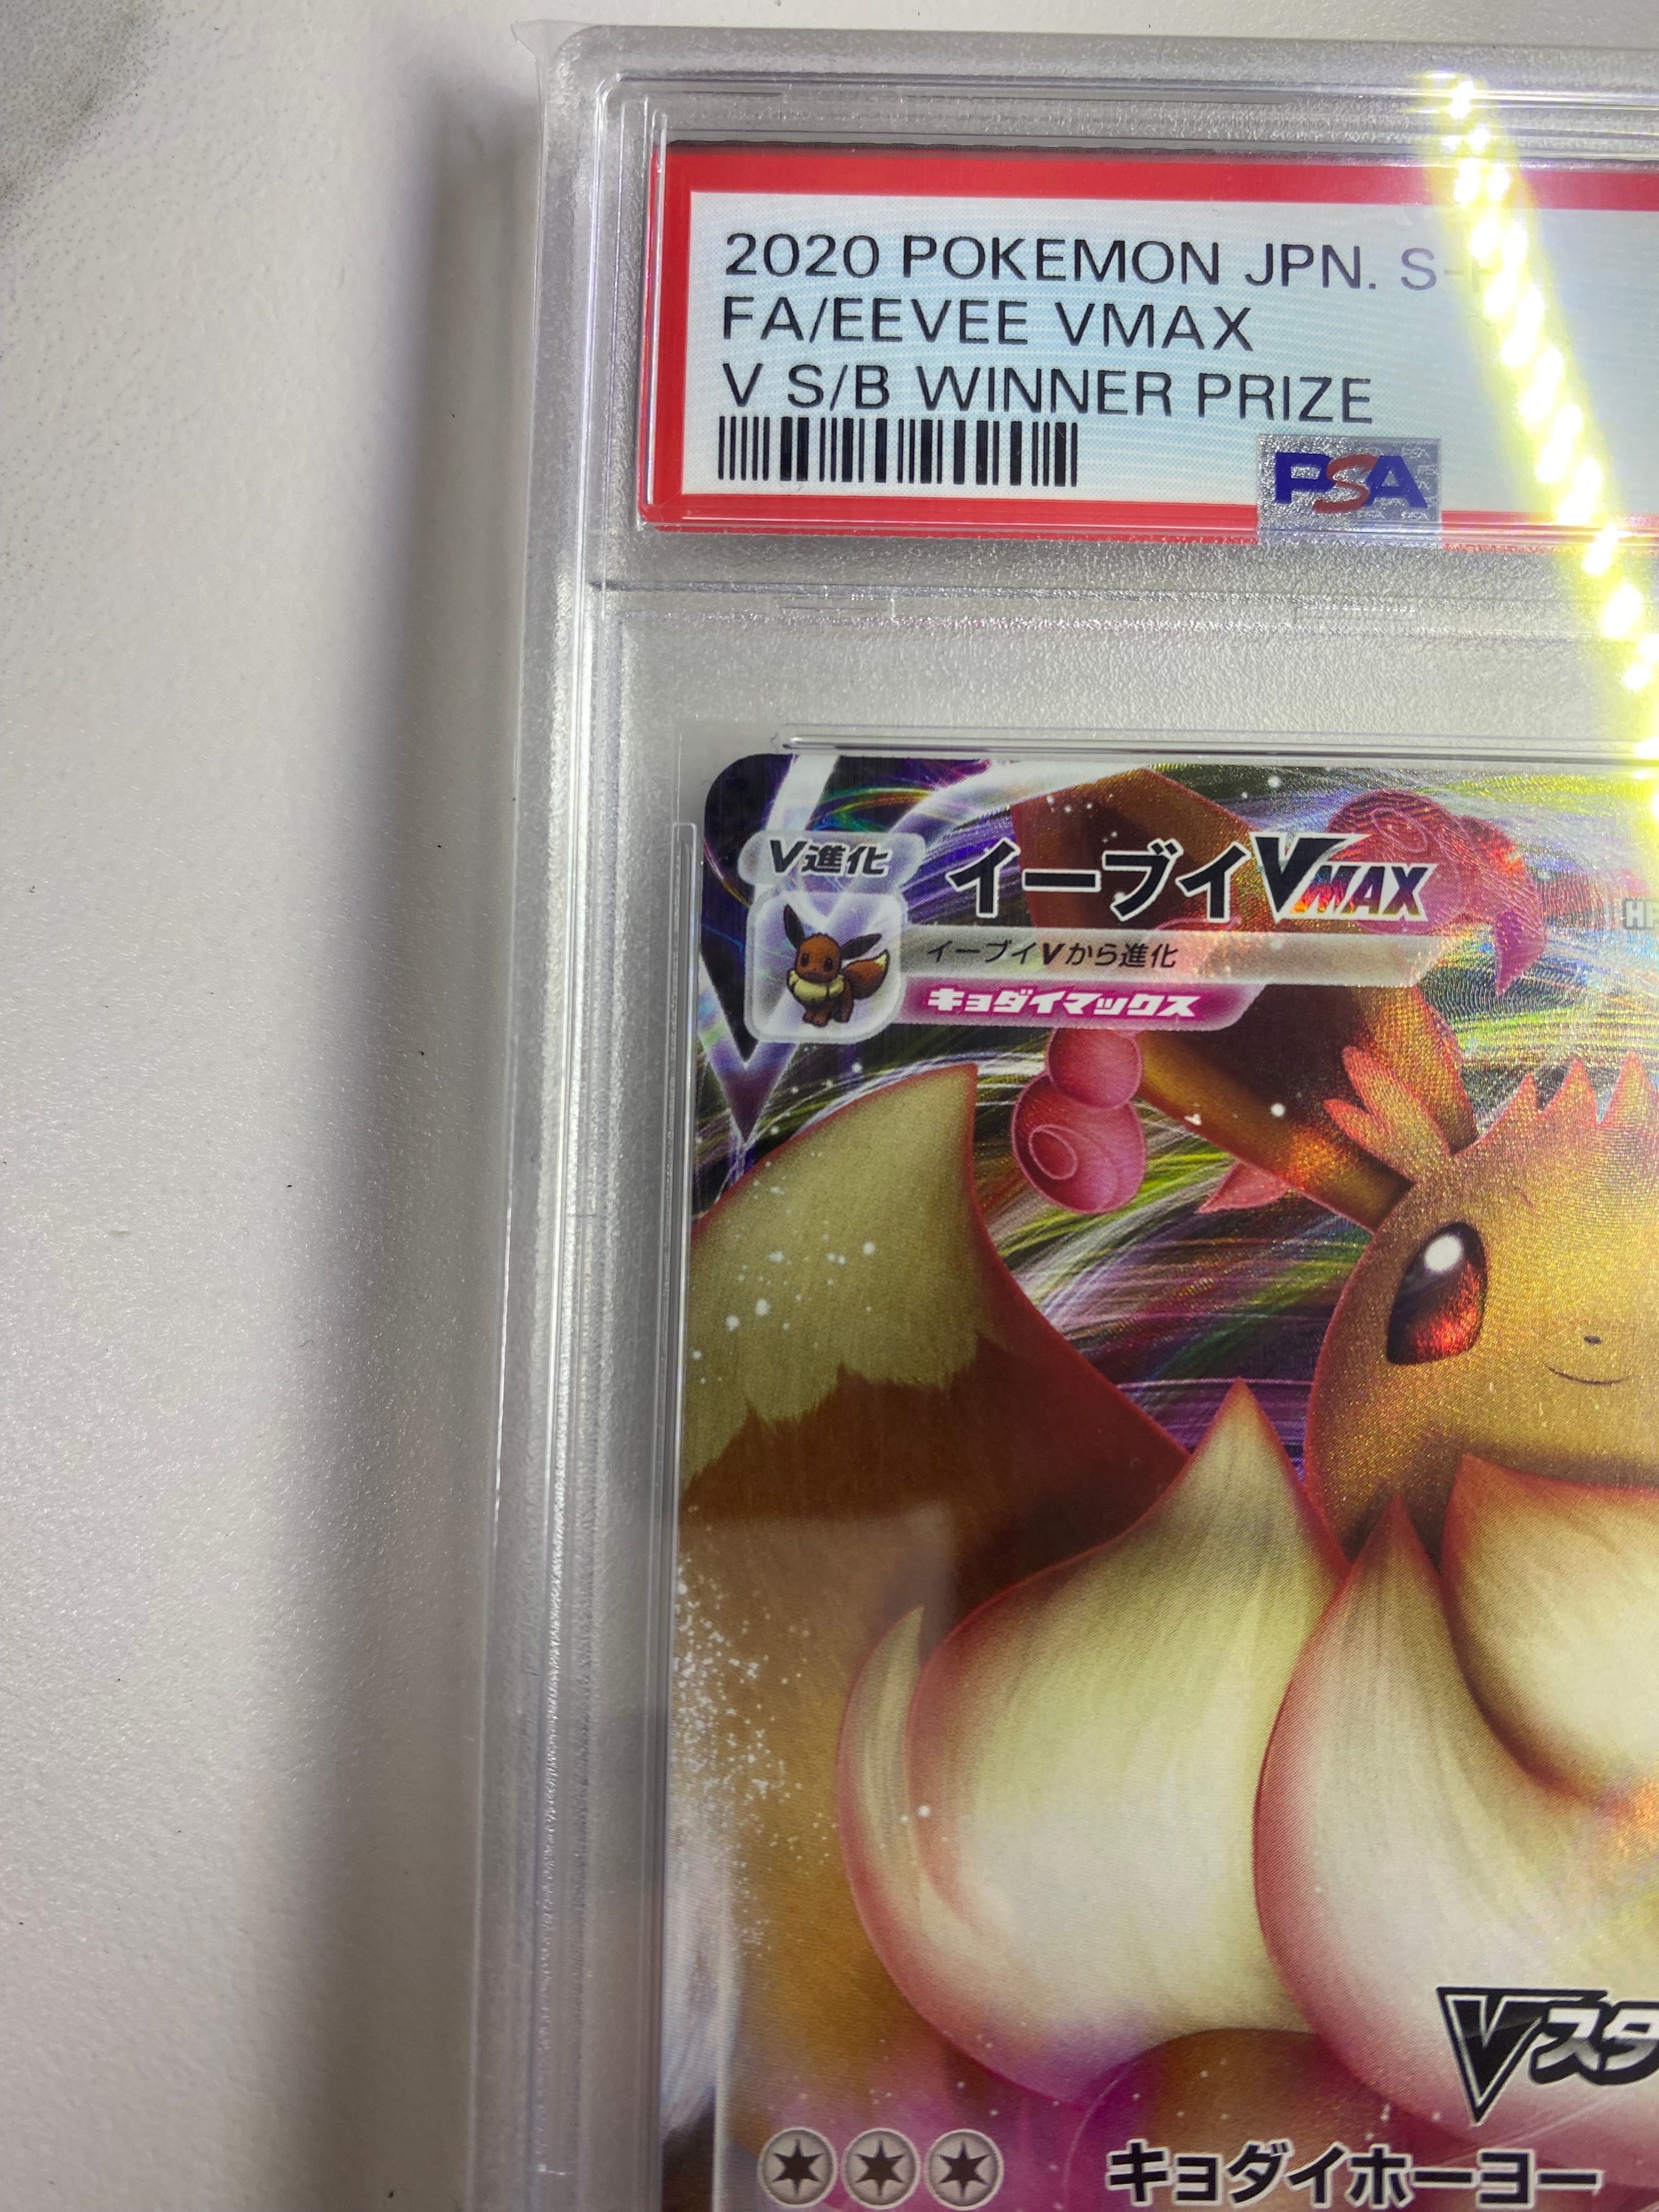 2020 POKEMON JPN. S-P
FA/EEVEE VMAX
V S/B WINNER PRIZE
PSA
V進化
イーブイVMAX
イーブイVから進化
キョダイマックス
キョダイホーヨー